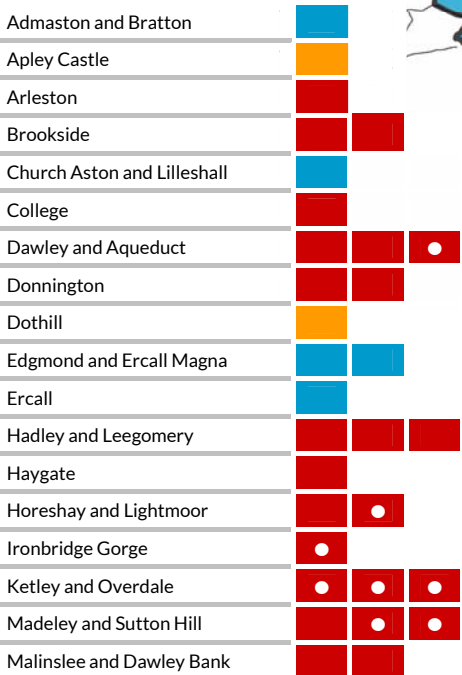 Admaston and Bratton
Apley Castle
Arleston
Brookside
Church Aston and Lilleshall
College
Dawley and Aqueduct
Donnington
Dothill
Edgmond and Ercall Magna
Ercall
Hadley and Leegomery
Haygate
Horeshay and Lightmoor
Ironbridge Gorge
Ketley and Overdale
Madeley and Sutton Hill
Malinslee and Dawley Bank